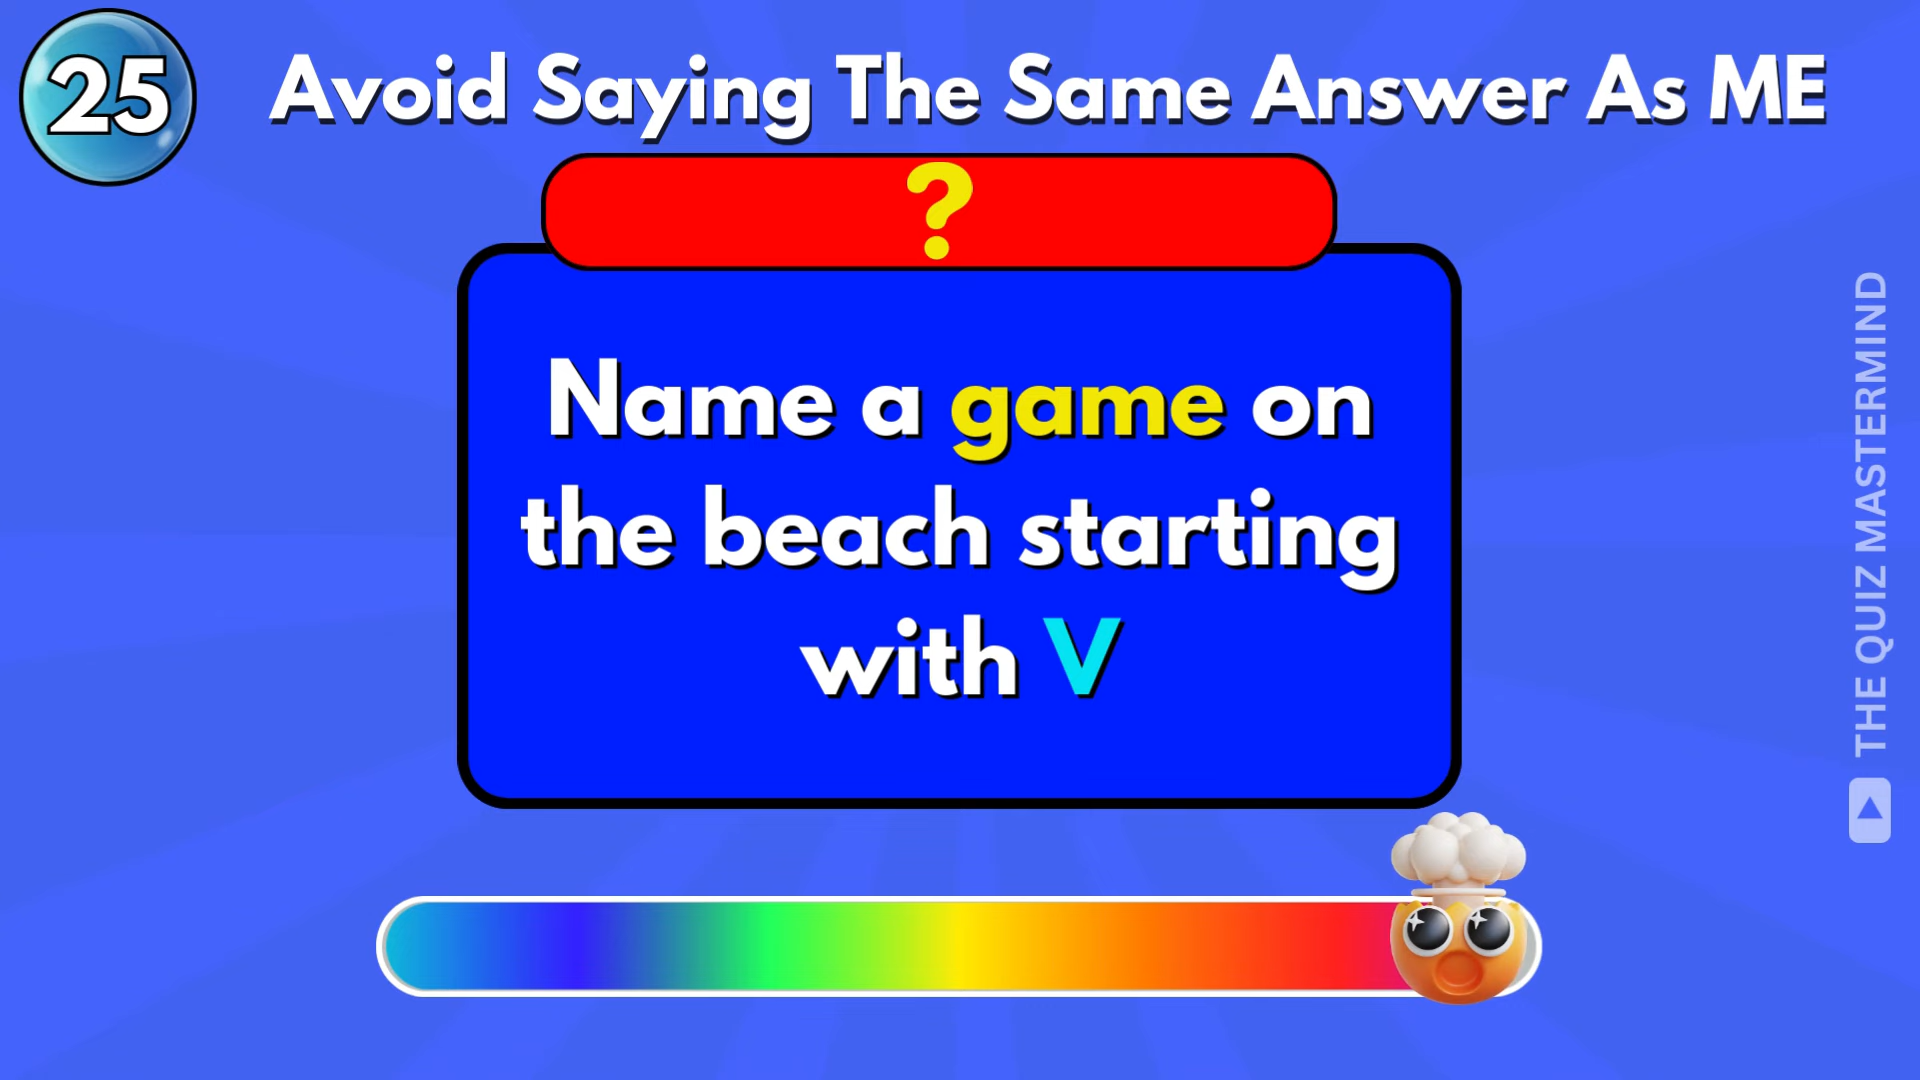 25
Avoid Saying The Same Answer As ME
?
Name a game on
the beach starting
with V
THE QUIZ MASTERMIND